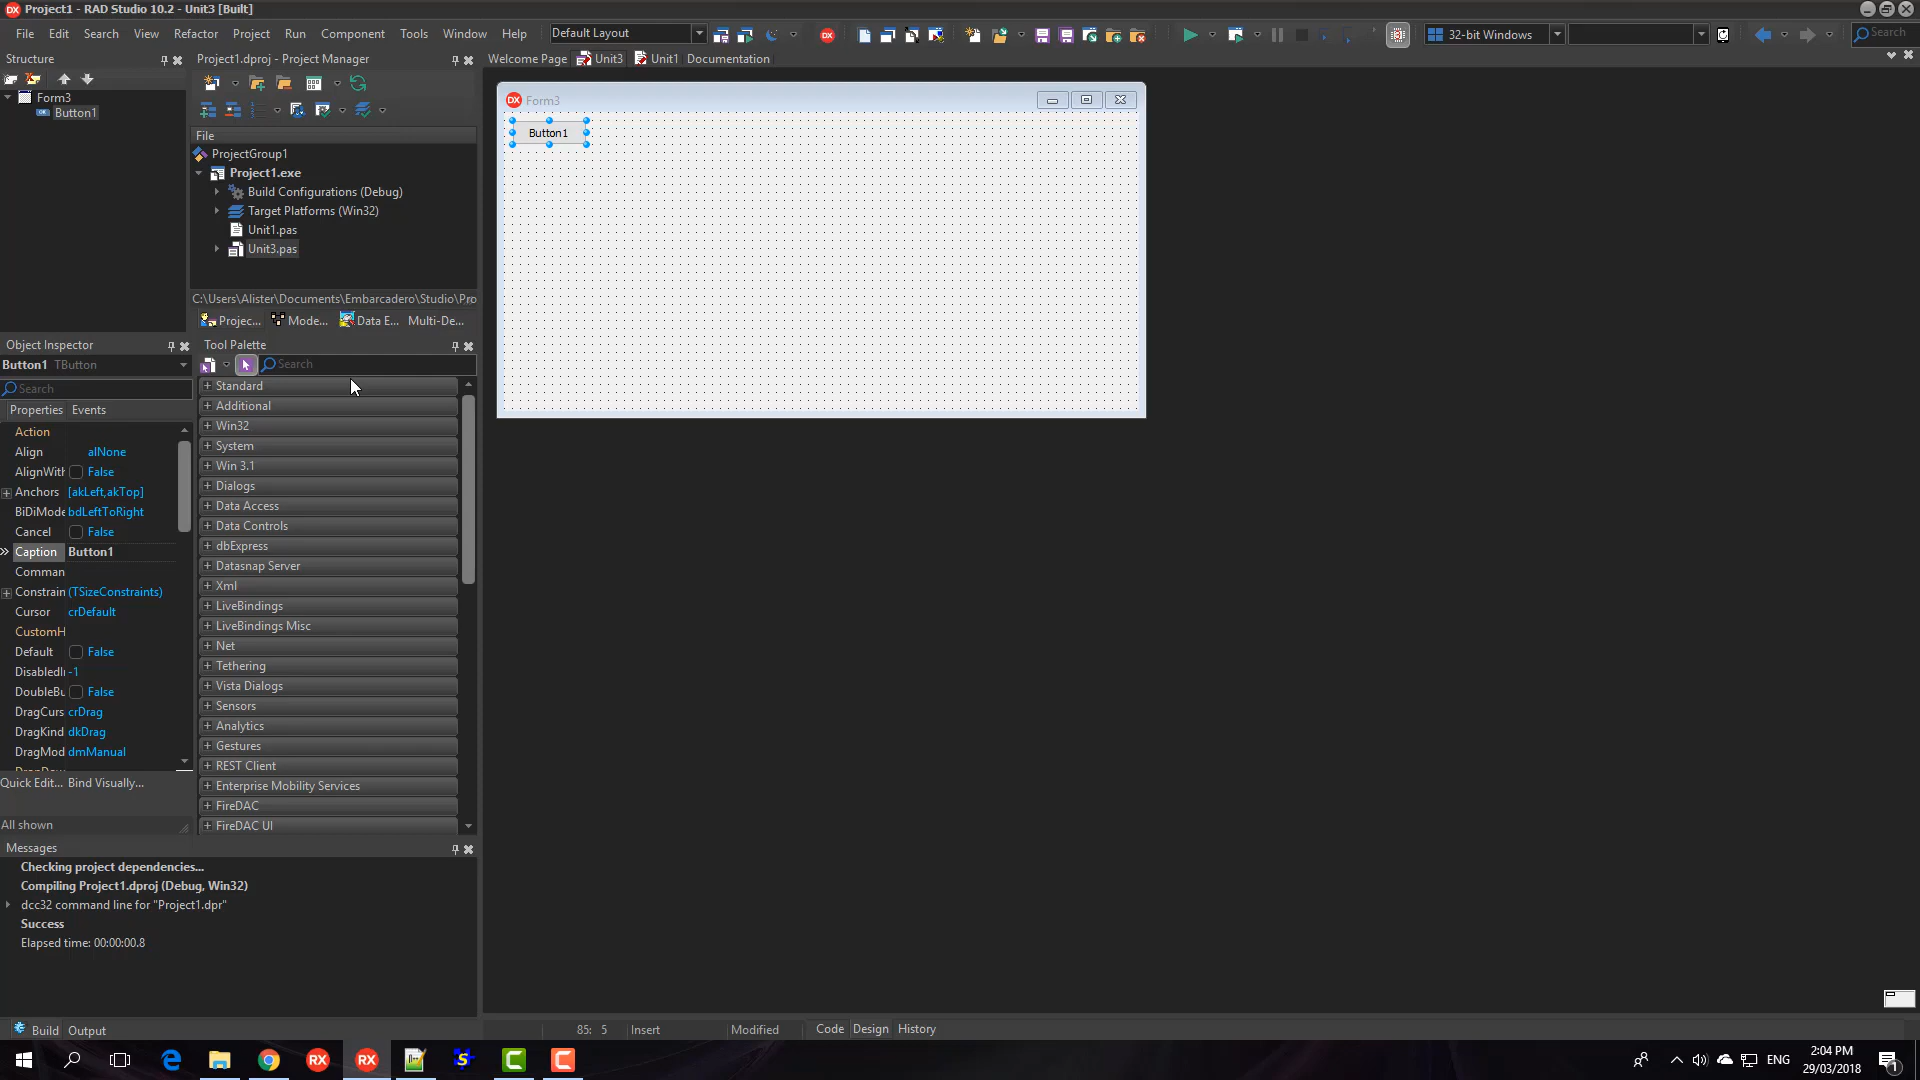 Project1 - RAD Studio 10.2 - Unit3 [Built]
File Edit Search View Refactor Project Run Component Tools Window Help
Default Layout
32-bit Windows
Search
Structure
Form3
Button1
Project1.dproj - Project Manager
File
ProjectGroup1
Project1.exe
Build Configurations (Debug)
Target Platforms (Win32)
Unit1.pas
Unit3.pas
C:\Users\Alister\Documents\Embarcadero\Studio\Pro
Projec... Mode... Data E... Multi-De...
Welcome Page Unit3 Unit1 Documentation
Form3
Button1
Object Inspector
Button1 TButton
Search
Properties Events
Action
Align alNone
AlignWith False
Anchors [akLeft,akTop]
BiDiMode bdLeftToRight
Cancel False
Caption Button1
Comman
Constrain (TSizeConstraints)
Cursor crDefault
CustomH
Default False
DisabledI -1
DoubleBu False
DragCurs crDrag
DragKind dkDrag
DragMod dmManual
Quick Edit... Bind Visually...
All shown
Tool Palette
Search
Standard
Additional
Win32
System
Win 3.1
Dialogs
Data Access
Data Controls
dbExpress
Datasnap Server
Xml
LiveBindings
LiveBindings Misc
Net
Tethering
Vista Dialogs
Sensors
Analytics
Gestures
REST Client
Enterprise Mobility Services
FireDAC
FireDAC UI
Messages
Checking project dependencies...
Compiling Project1.dproj (Debug, Win32)
dcc32 command line for "Project1.dpr"
Success
Elapsed time: 00:00:00.8
Build Output
85: 5 Insert Modified Code Design History
ENG
2:04 PM
29/03/2018
1